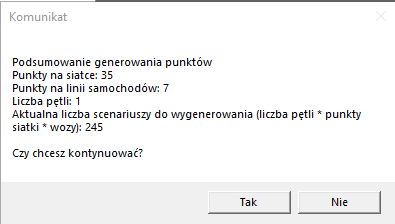 Komunikat
Podsumowanie generowania punktów
Punkty na siatce: 35
Punkty na linii samochodów: 7
Liczba pętli: 1
Aktualna liczba scenariuszy do wygenerowania (liczba pętli * punkty
siatki * wozy): 245
Czy chcesz kontynuować?
Tak Nie